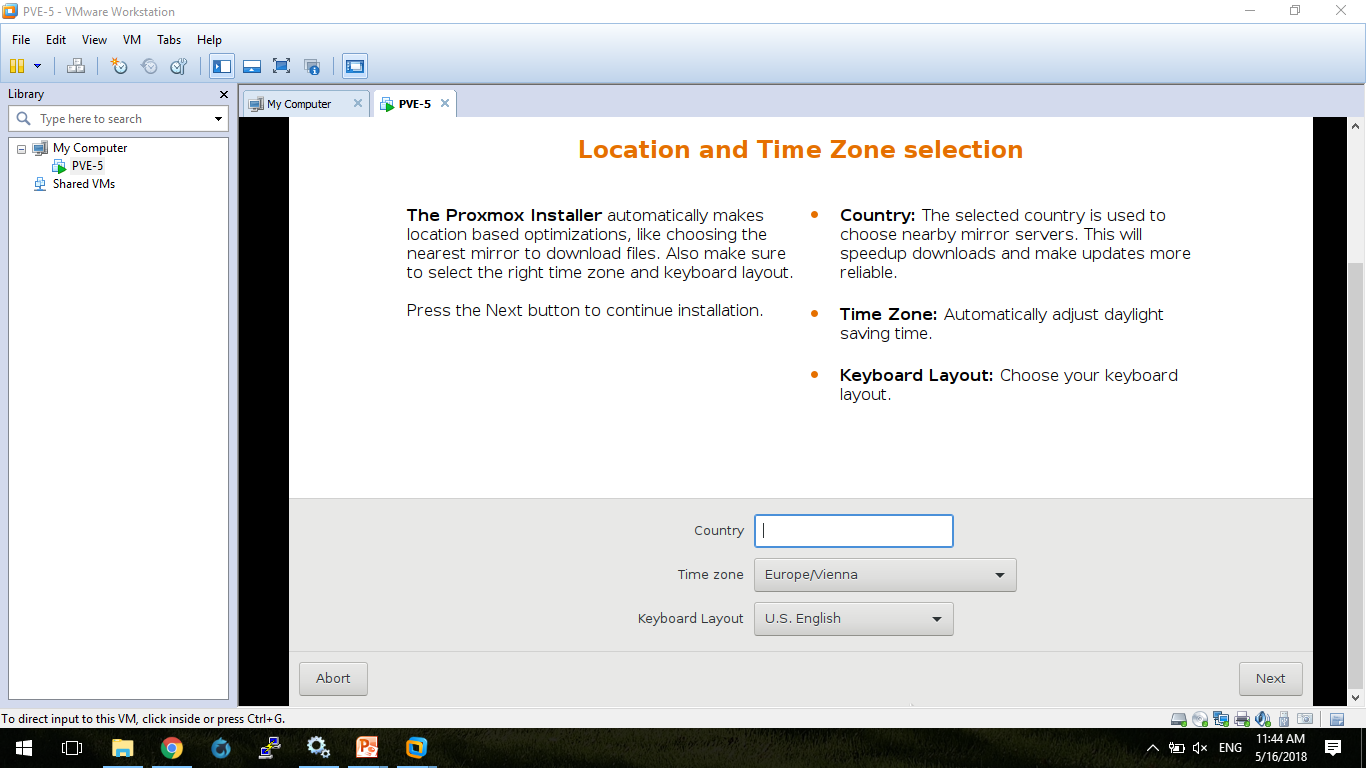 PVE-5 - VMware Workstation
File Edit View VM Tabs Help
Library
Type here to search
My Computer
PVE-5
Shared VMs
My Computer
PVE-5
Location and Time Zone selection
The Proxmox Installer automatically makes
location based optimizations, like choosing the
nearest mirror to download files. Also make sure
to select the right time zone and keyboard layout.
Press the Next button to continue installation.
Country: The selected country is used to
choose nearby mirror servers. This will
speedup downloads and make updates more
reliable.
Time Zone: Automatically adjust daylight
saving time.
Keyboard Layout: Choose your keyboard
layout.
Country
Time zone Europe/Vienna
Keyboard Layout U.S. English
Abort Next
To direct input to this VM, click inside or press Ctrl+G.
ENG
11:44 AM
5/16/2018